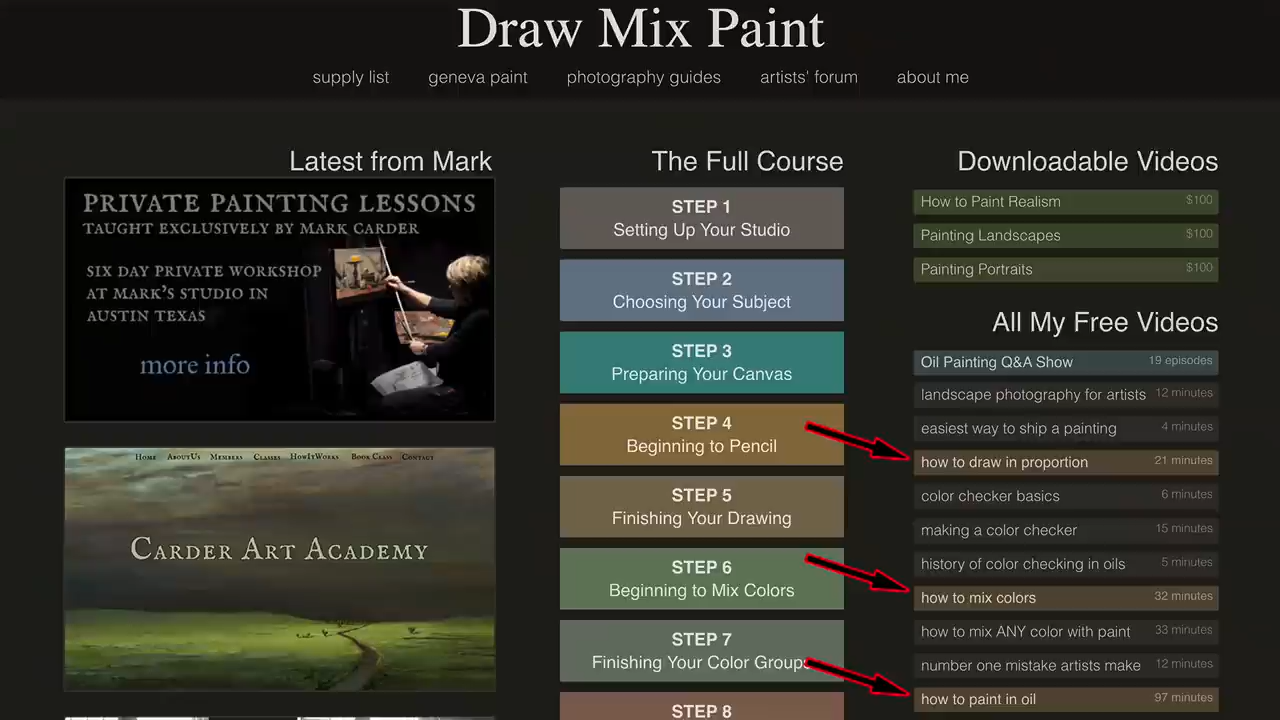 Draw Mix Paint
supply list
geneva paint
photography guides
artists' forum
about me
Latest from Mark
PRIVATE PAINTING LESSONS
TAUGHT EXCLUSIVELY BY MARK CARDER
SIX DAY PRIVATE WORKSHOP
AT MARK'S STUDIO IN
AUSTIN TEXAS
more info
HOME ABOUTUS MEMBERS CLASSES HOWITWORKS BOOK CLASS CONTACT
CARDER ART ACADEMY
The Full Course
STEP 1
Setting Up Your Studio
STEP 2
Choosing Your Subject
STEP 3
Preparing Your Canvas
STEP 4
Beginning to Pencil
STEP 5
Finishing Your Drawing
STEP 6
Beginning to Mix Colors
STEP 7
Finishing Your Color Groups
STEP 8
Downloadable Videos
How to Paint Realism $100
Painting Landscapes $100
Painting Portraits $100
All My Free Videos
Oil Painting Q&A Show 19 episodes
landscape photography for artists 12 minutes
easiest way to ship a painting 4 minutes
how to draw in proportion 21 minutes
color checker basics 6 minutes
making a color checker 15 minutes
history of color checking in oils 5 minutes
how to mix colors 32 minutes
how to mix ANY color with paint 33 minutes
number one mistake artists make 12 minutes
how to paint in oil 97 minutes